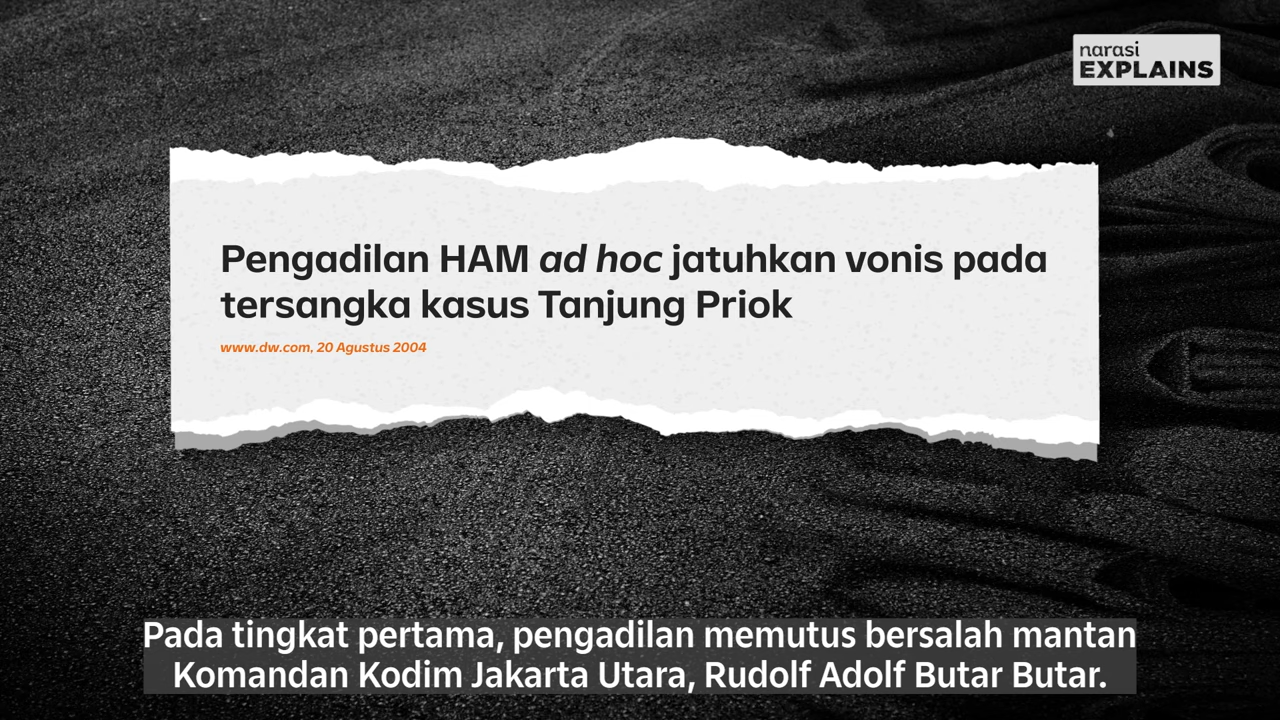 narasi
EXPLAINS
Pengadilan HAM ad hoc jatuhkan vonis pada
tersangka kasus Tanjung Priok
www.dw.com, 20 Agustus 2004
Pada tingkat pertama, pengadilan memutus bersalah mantan
Komandan Kodim Jakarta Utara, Rudolf Adolf Butar Butar.